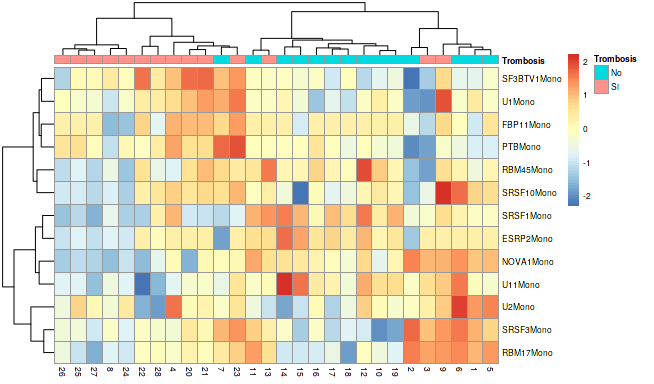 Trombosis
SF3BTV1Mono
U1Mono
FBP11Mono
PTBMono
RBM45Mono
SRSF10Mono
SRSF1Mono
ESRP2Mono
NOVA1Mono
U11Mono
U2Mono
SRSF3Mono
RBM17Mono
26 25 27 8 24 22 28 4 20 21 7 23 11 13 14 15 16 17 18 12 10 19 2 3 9 6 1 5
2
1
0
-1
-2
Trombosis
No
SI